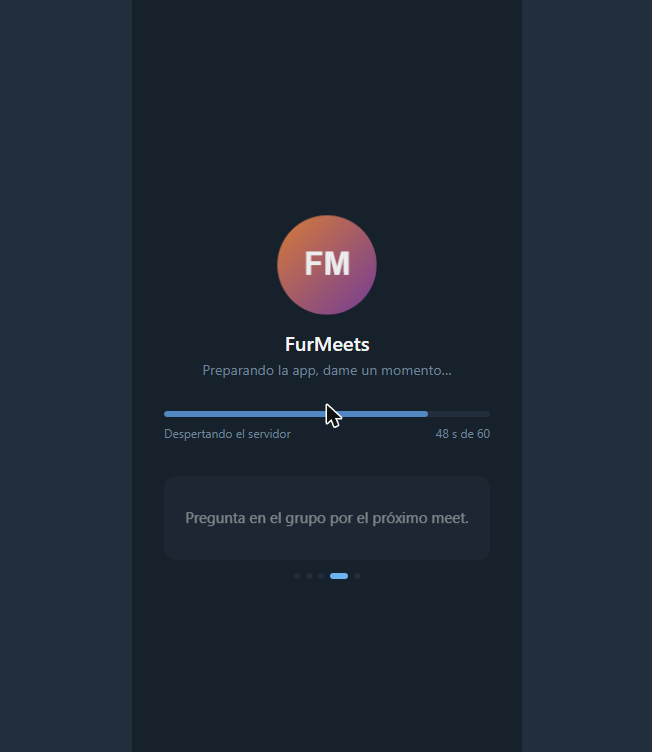 FM
FurMeets
Preparando la app, dame un momento...
Despertando el servidor
48 s de 60
Pregunta en el grupo por el próximo meet.